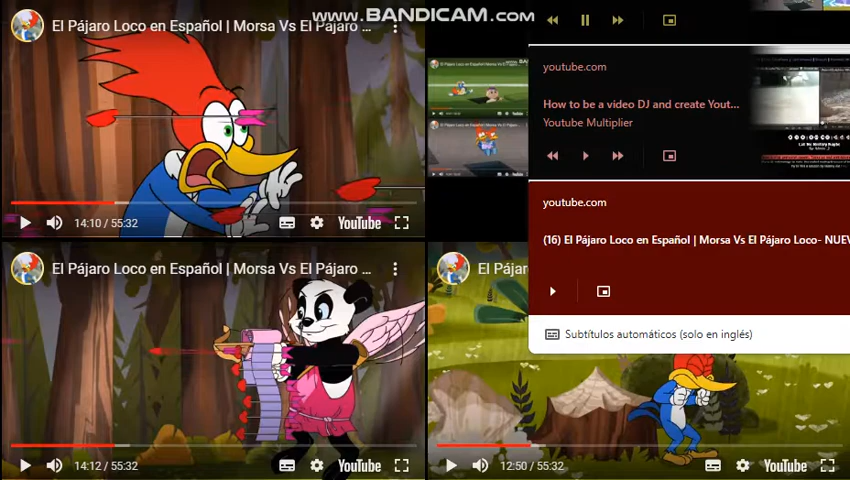 www.BANDICAM.com
El Pájaro Loco en Español | Morsa Vs El Pájaro ...
14:10 / 55:32
YouTube
youtube.com
How to be a video DJ and create Yout...
Youtube Multiplier
youtube.com
(16) El Pájaro Loco en Español | Morsa Vs El Pájaro Loco- NUEV
Subtítulos automáticos (solo en inglés)
El Pájaro Loco en Español | Morsa Vs El Pájaro ...
14:12 / 55:32
YouTube
El Pájar
12:50 / 55:32
YouTube